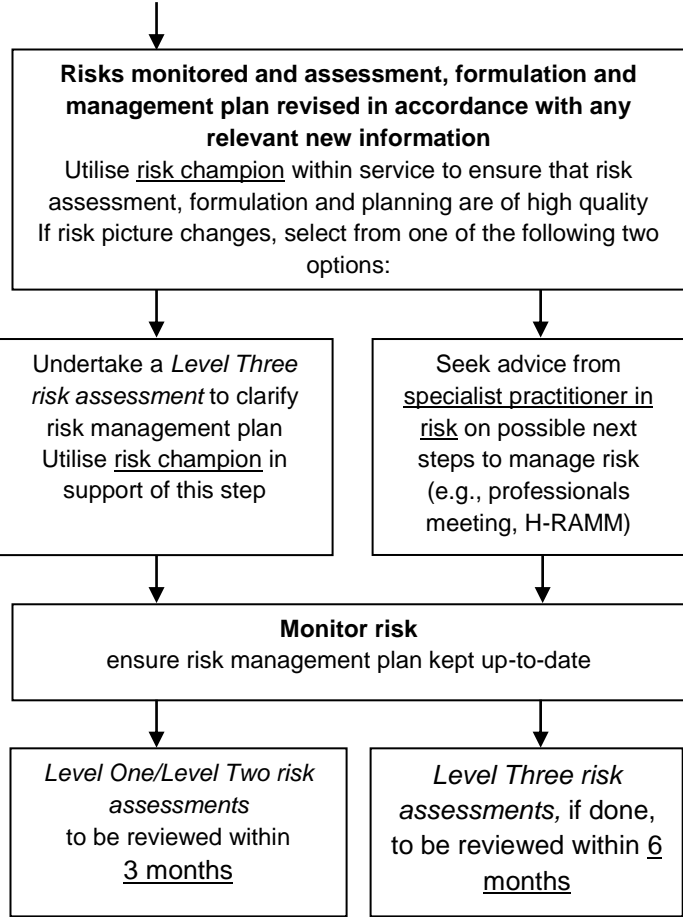 Risks monitored and assessment, formulation and
management plan revised in accordance with any
relevant new information
Utilise risk champion within service to ensure that risk
assessment, formulation and planning are of high quality
If risk picture changes, select from one of the following two
options:
Undertake a Level Three
risk assessment to clarify
risk management plan
Utilise risk champion in
support of this step
Seek advice from
specialist practitioner in
risk on possible next
steps to manage risk
(e.g., professionals
meeting, H-RAMM)
Monitor risk
ensure risk management plan kept up-to-date
Level One/Level Two risk
assessments
to be reviewed within
3 months
Level Three risk
assessments, if done,
to be reviewed within 6
months